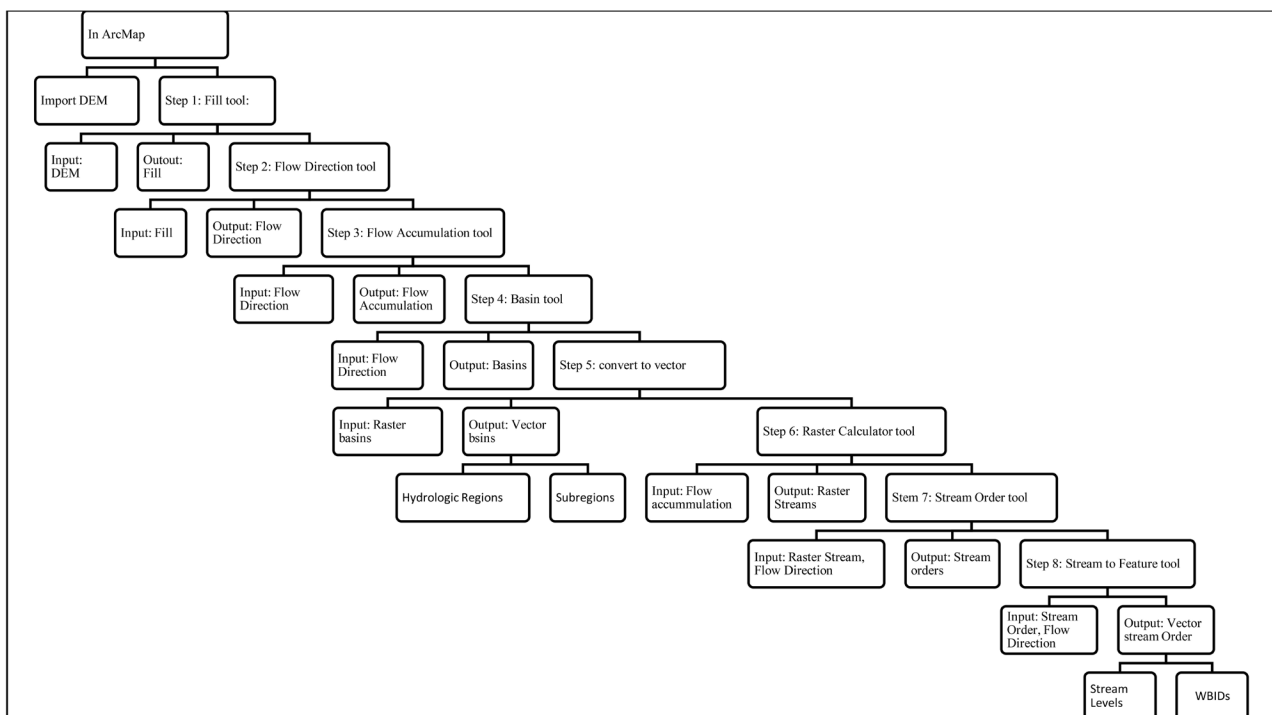 In ArcMap
Import DEM
Step 1: Fill tool:
Input:
DEM
Outout:
Fill
Step 2: Flow Direction tool
Input: Fill
Output: Flow
Direction
Step 3: Flow Accumulation tool
Input: Flow
Direction
Output: Flow
Accumulation
Step 4: Basin tool
Input: Flow
Direction
Output: Basins
Step 5: convert to vector
Input: Raster
basins
Output: Vector
bsins
Step 6: Raster Calculator tool
Hydrologic Regions
Subregions
Input: Flow
accummulation
Output: Raster
Streams
Stem 7: Stream Order tool
Input: Raster Stream,
Flow Direction
Output: Stream
orders
Step 8: Stream to Feature tool
Input: Stream
Order, Flow
Direction
Output: Vector
stream Order
Stream
Levels
WBIDs